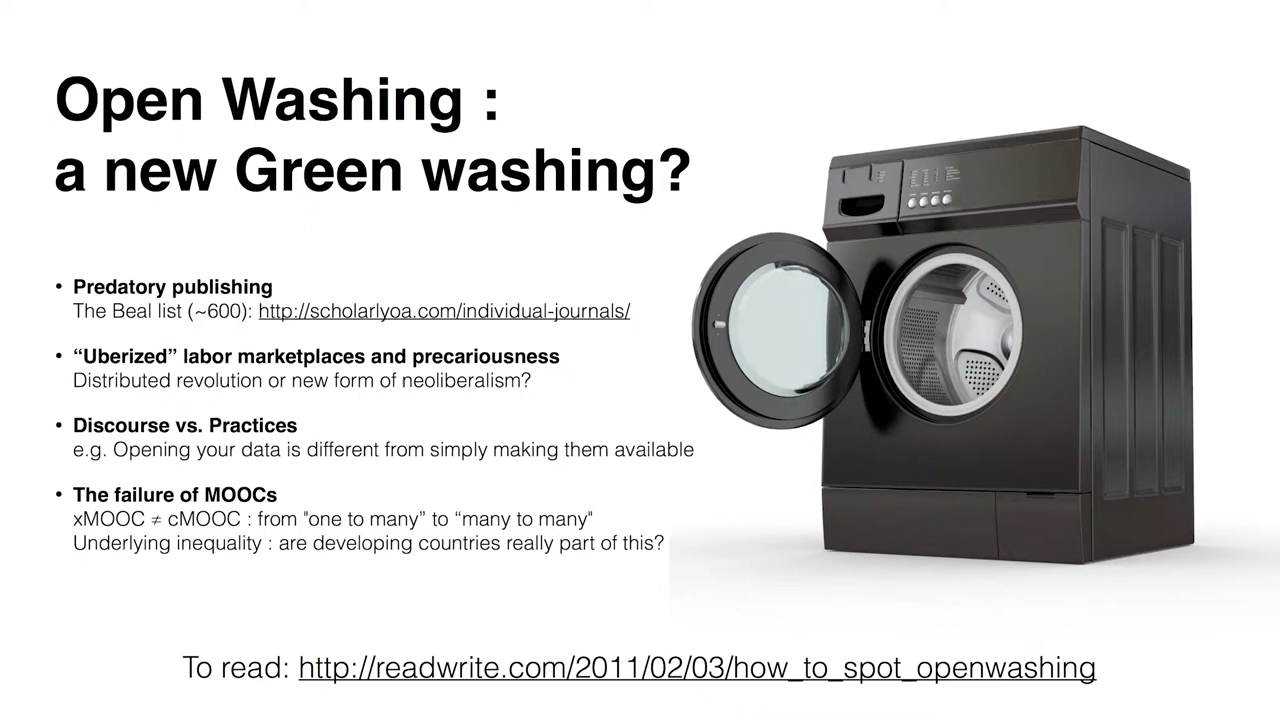 Open Washing :
a new Green washing?
• Predatory publishing
The Beal list (~600): http://scholarlyoa.com/individual-journals/
• “Uberized” labor marketplaces and precariousness
Distributed revolution or new form of neoliberalism?
• Discourse vs. Practices
e.g. Opening your data is different from simply making them available
• The failure of MOOCs
xMOOC ≠ cMOOC : from "one to many” to “many to many"
Underlying inequality : are developing countries really part of this?
To read: http://readwrite.com/2011/02/03/how_to_spot_openwashing